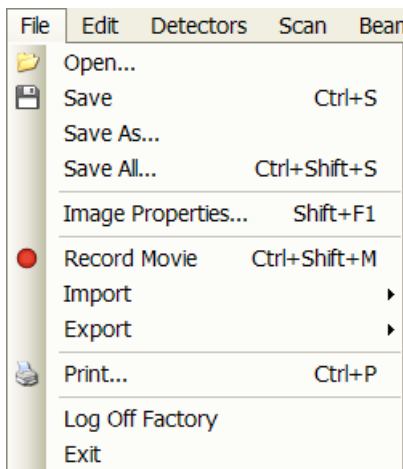 File Edit Detectors Scan Bear
Open...
Save Ctrl+S
Save As...
Save All... Ctrl+Shift+S
Image Properties... Shift+F1
Record Movie Ctrl+Shift+M
Import
Export
Print... Ctrl+P
Log Off Factory
Exit